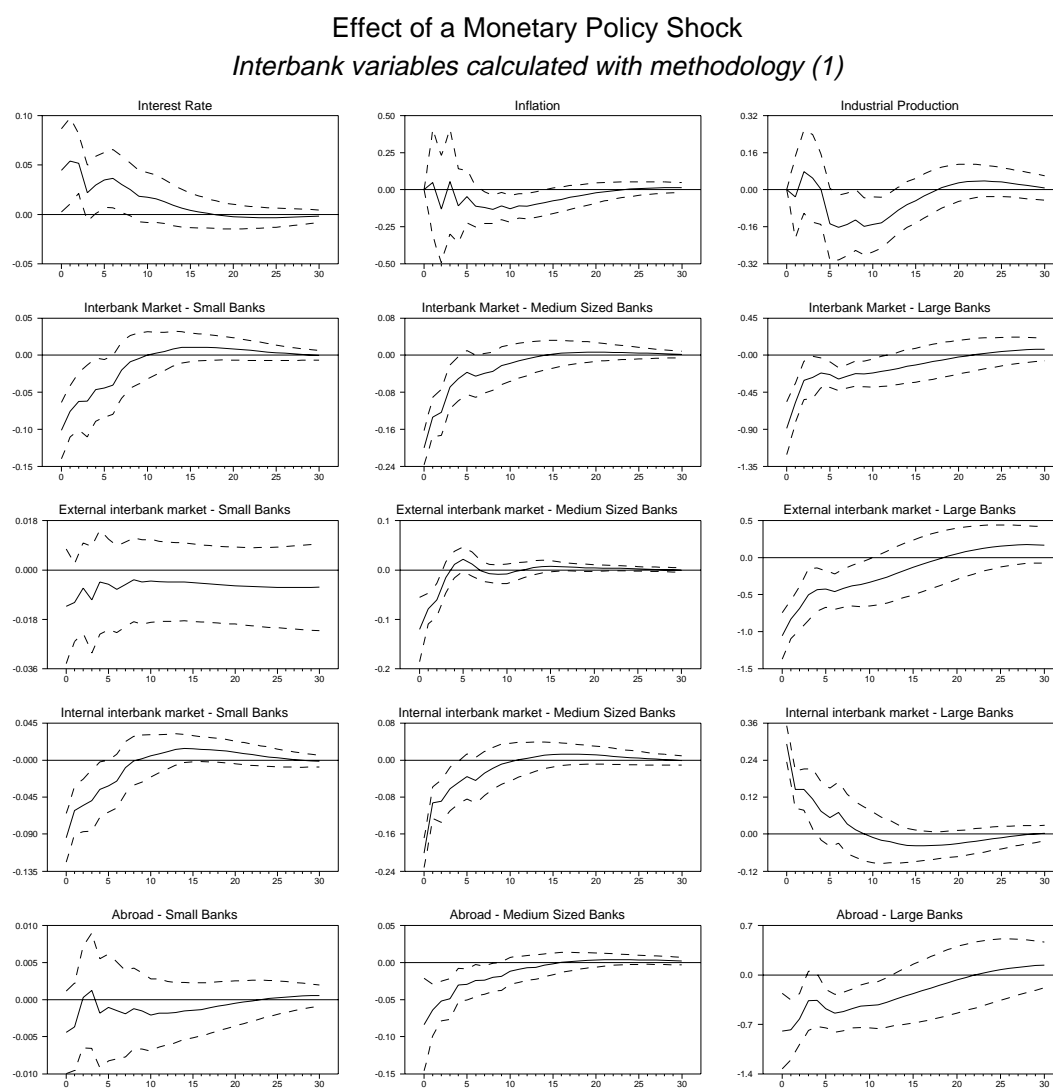 Effect of a Monetary Policy Shock
Interbank variables calculated with methodology (1)
Interest Rate
0.10
0.05
0.00
-0.05
0 5 10 15 20 25 30
Inflation
0.50
0.25
0.00
-0.25
-0.50
0 5 10 15 20 25 30
Industrial Production
0.32
0.16
0.00
-0.16
-0.32
0 5 10 15 20 25 30
Interbank Market - Small Banks
0.05
0.00
-0.05
-0.10
-0.15
0 5 10 15 20 25 30
Interbank Market - Medium Sized Banks
0.08
0.00
-0.08
-0.16
-0.24
0 5 10 15 20 25 30
Interbank Market - Large Banks
0.45
-0.00
-0.45
-0.90
-1.35
0 5 10 15 20 25 30
External interbank market - Small Banks
0.018
0.000
-0.018
-0.036
0 5 10 15 20 25 30
External interbank market - Medium Sized Banks
0.1
0.0
-0.1
-0.2
0 5 10 15 20 25 30
External interbank market - Large Banks
0.5
0.0
-0.5
-1.0
-1.5
0 5 10 15 20 25 30
Internal interbank market - Small Banks
0.045
-0.000
-0.045
-0.090
-0.135
0 5 10 15 20 25 30
Internal interbank market - Medium Sized Banks
0.08
0.00
-0.08
-0.16
-0.24
0 5 10 15 20 25 30
Internal interbank market - Large Banks
0.36
0.24
0.12
0.00
-0.12
0 5 10 15 20 25 30
Abroad - Small Banks
0.010
0.005
0.000
-0.005
-0.010
0 5 10 15 20 25 30
Abroad - Medium Sized Banks
0.05
0.00
-0.05
-0.10
-0.15
0 5 10 15 20 25 30
Abroad - Large Banks
0.7
0.0
-0.7
-1.4
0 5 10 15 20 25 30